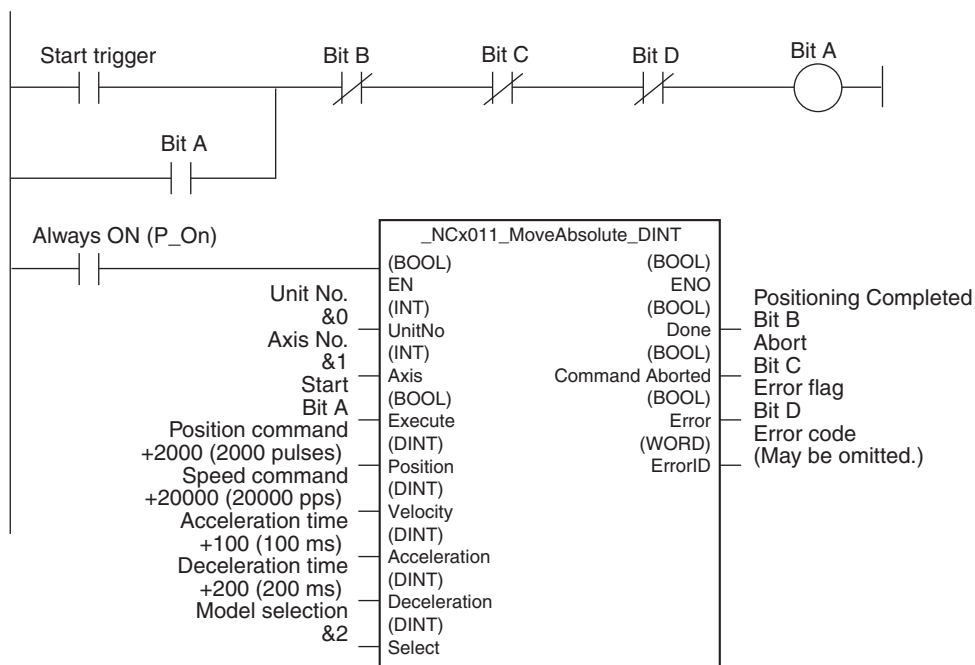 Start trigger
Bit B
Bit C
Bit D
Bit A
Bit A
Always ON (P_On)
_NCx011_MoveAbsolute_DINT
(BOOL)
EN
(BOOL)
ENO
Unit No.
&0
(INT)
UnitNo
(BOOL)
Done
Positioning Completed
Bit B
Axis No.
&1
(INT)
Axis
(BOOL)
Command Aborted
Abort
Bit C
Start
Bit A
(BOOL)
Execute
(BOOL)
Error
Error flag
Bit D
Position command
+2000 (2000 pulses)
(DINT)
Position
(WORD)
ErrorID
Error code
(May be omitted.)
Speed command
+20000 (20000 pps)
(DINT)
Velocity
Acceleration time
+100 (100 ms)
(DINT)
Acceleration
Deceleration time
+200 (200 ms)
(DINT)
Deceleration
Model selection
&2
(DINT)
Select